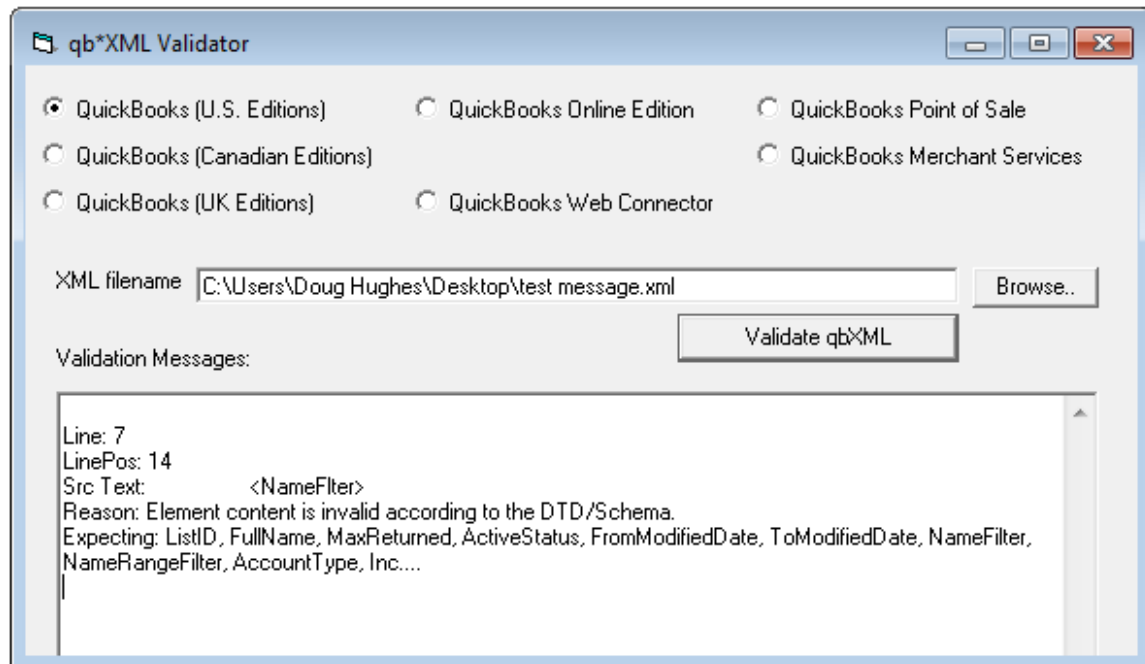 qb*XML Validator
QuickBooks (U.S. Editions) QuickBooks Online Edition QuickBooks Point of Sale
QuickBooks (Canadian Editions) QuickBooks Merchant Services
QuickBooks (UK Editions) QuickBooks Web Connector
XML filename C:\Users\Doug Hughes\Desktop\test message.xml Browse..
Validate qbXML
Validation Messages:
Line: 7
LinePos: 14
Src Text: <NameFlter>
Reason: Element content is invalid according to the DTD/Schema.
Expecting: ListID, FullName, MaxReturned, ActiveStatus, FromModifiedDate, ToModifiedDate, NameFilter,
NameRangeFilter, AccountType, Inc....